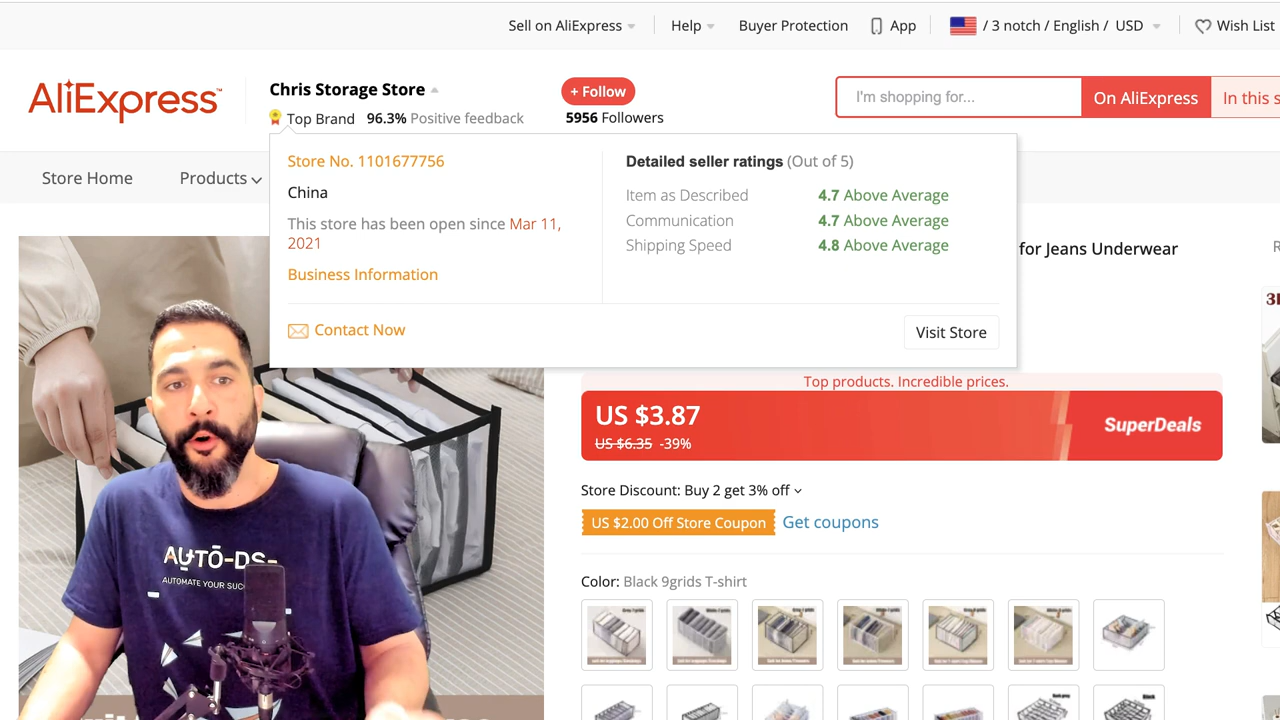 Sell on AliExpress
Help
Buyer Protection
App
/ 3 notch / English / USD
Wish List
AliExpress™
Chris Storage Store
+ Follow
Top Brand 96.3% Positive feedback
5956 Followers
I'm shopping for...
On AliExpress
In this s
Store Home
Products
Store No. 1101677756
China
This store has been open since Mar 11,
2021
Business Information
Contact Now
Detailed seller ratings (Out of 5)
Item as Described 4.7 Above Average
Communication 4.7 Above Average
Shipping Speed 4.8 Above Average
Visit Store
for Jeans Underwear
R
Top products. Incredible prices.
US $3.87
US $6.35 -39%
SuperDeals
Store Discount: Buy 2 get 3% off
US $2.00 Off Store Coupon
Get coupons
Color: Black 9grids T-shirt
AUTO-DS
AUTOMATE YOUR SUC